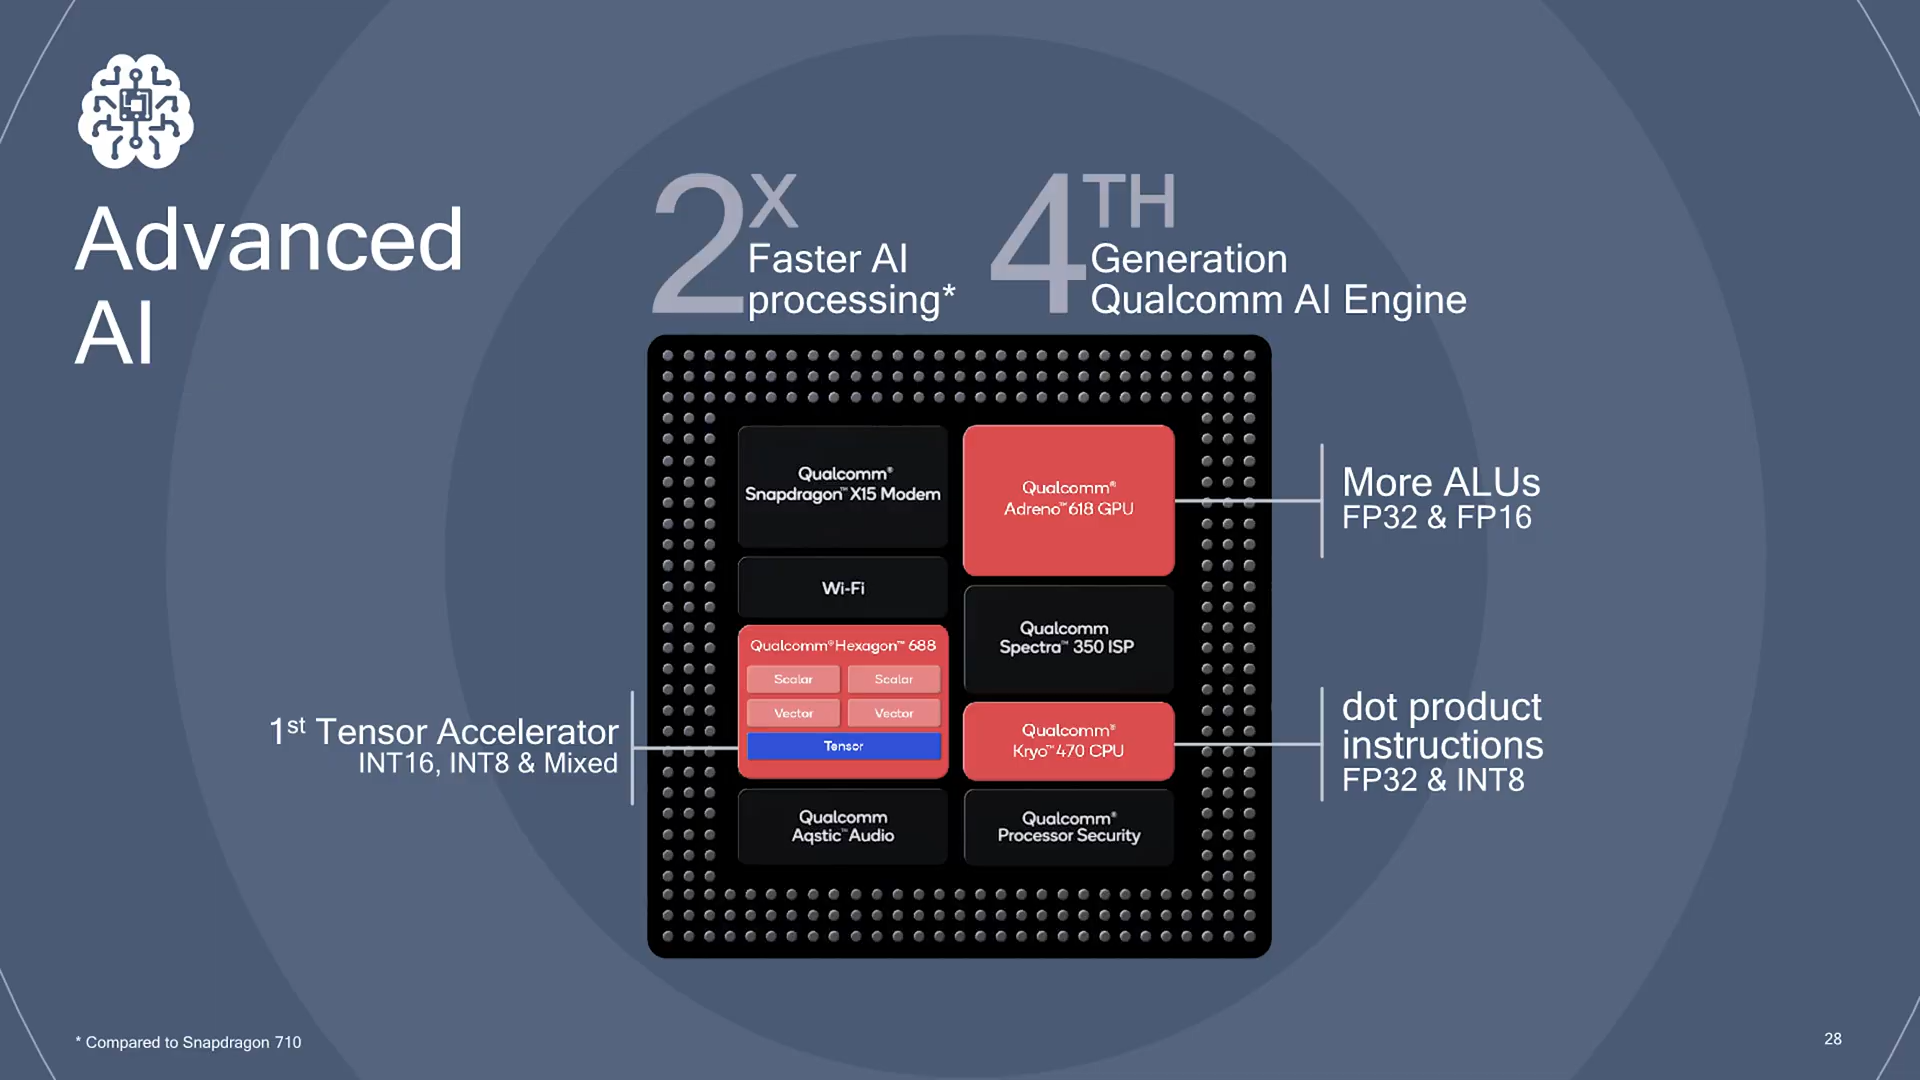 Advanced
AI
2X
Faster AI
processing*
4TH
Generation
Qualcomm AI Engine
Qualcomm®
Snapdragon™ X15 Modem
Wi-Fi
Qualcomm® Hexagon™ 688
Scalar Scalar
Vector Vector
Tensor
Qualcomm
Aqstic™ Audio
Qualcomm®
Adreno™ 618 GPU
Qualcomm
Spectra™ 350 ISP
Qualcomm®
Kryo™ 470 CPU
Qualcomm®
Processor Security
1st Tensor Accelerator
INT16, INT8 & Mixed
More ALUs
FP32 & FP16
dot product
instructions
FP32 & INT8
* Compared to Snapdragon 710
28